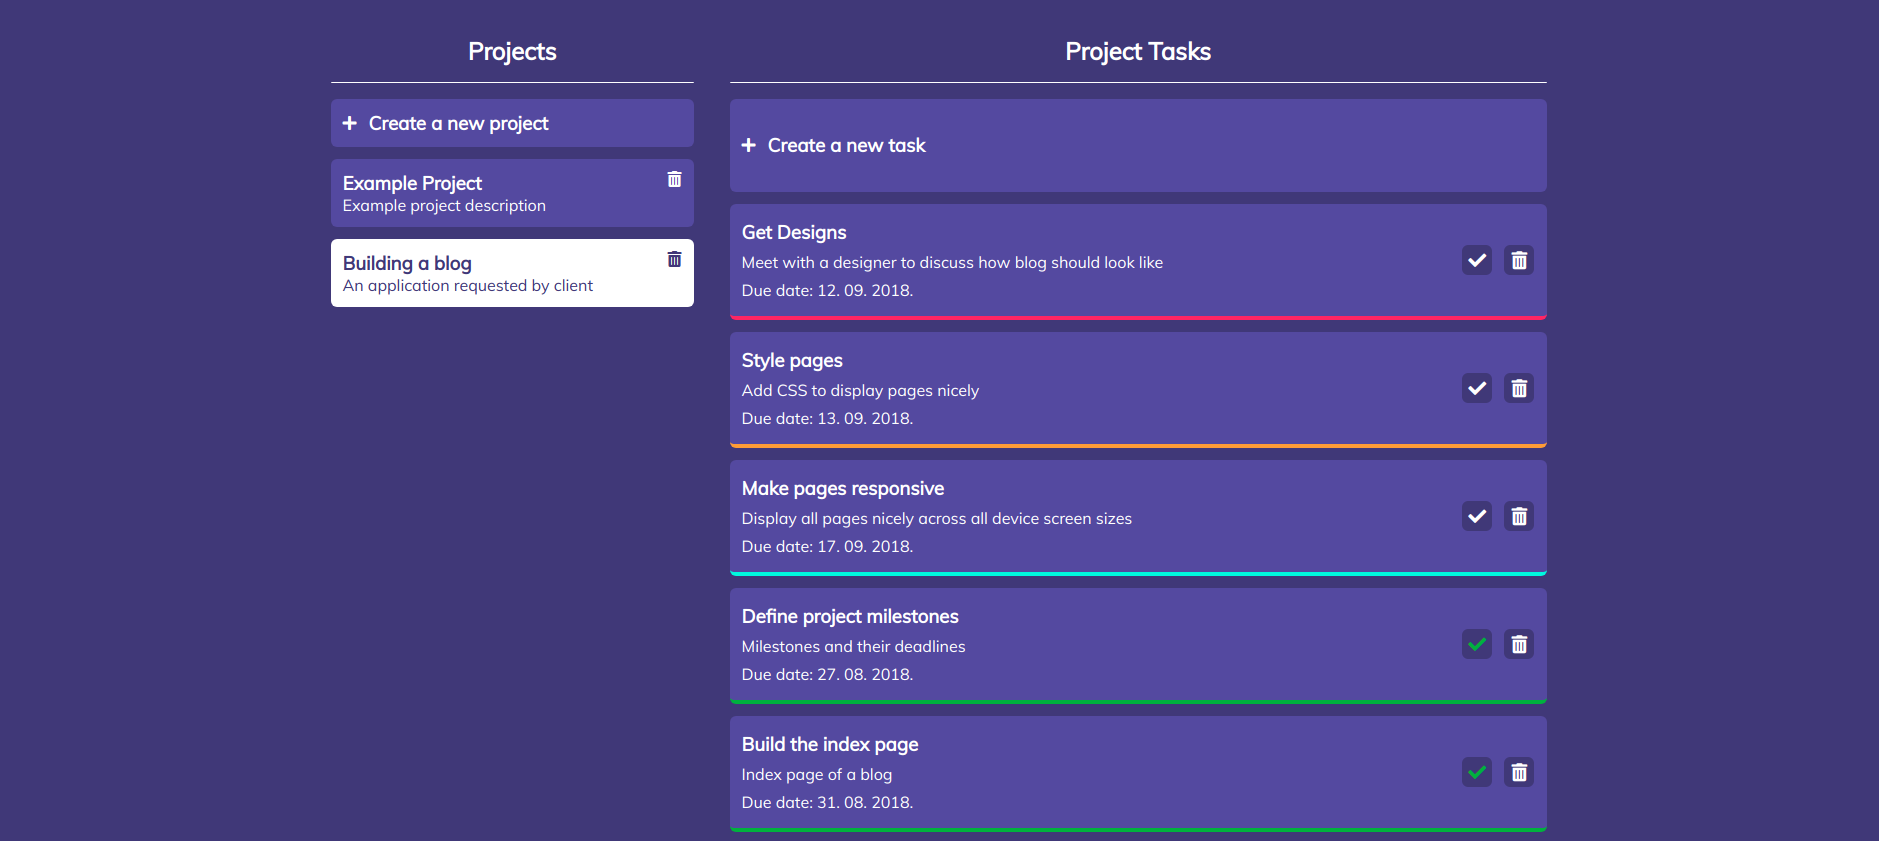 Projects
Create a new project
Example Project
Example project description
Building a blog
An application requested by client
Project Tasks
Create a new task
Get Designs
Meet with a designer to discuss how blog should look like
Due date: 12. 09. 2018.
Style pages
Add CSS to display pages nicely
Due date: 13. 09. 2018.
Make pages responsive
Display all pages nicely across all device screen sizes
Due date: 17. 09. 2018.
Define project milestones
Milestones and their deadlines
Due date: 27. 08. 2018.
Build the index page
Index page of a blog
Due date: 31. 08. 2018.